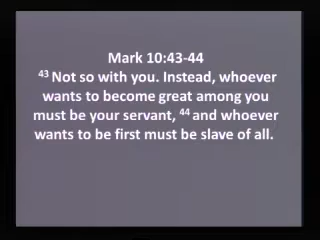 Mark 10:43-44
43 Not so with you. Instead, whoever
wants to become great among you
must be your servant, 44 and whoever
wants to be first must be slave of all.